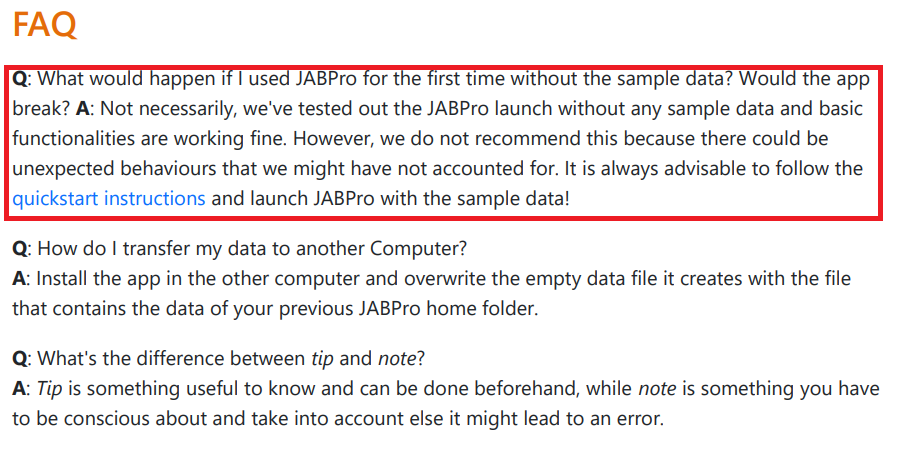 FAQ
Q: What would happen if I used JABPro for the first time without the sample data? Would the app
break? A: Not necessarily, we've tested out the JABPro launch without any sample data and basic
functionalities are working fine. However, we do not recommend this because there could be
unexpected behaviours that we might have not accounted for. It is always advisable to follow the
quickstart instructions and launch JABPro with the sample data!
Q: How do I transfer my data to another Computer?
A: Install the app in the other computer and overwrite the empty data file it creates with the file
that contains the data of your previous JABPro home folder.
Q: What's the difference between tip and note?
A: Tip is something useful to know and can be done beforehand, while note is something you have
to be conscious about and take into account else it might lead to an error.